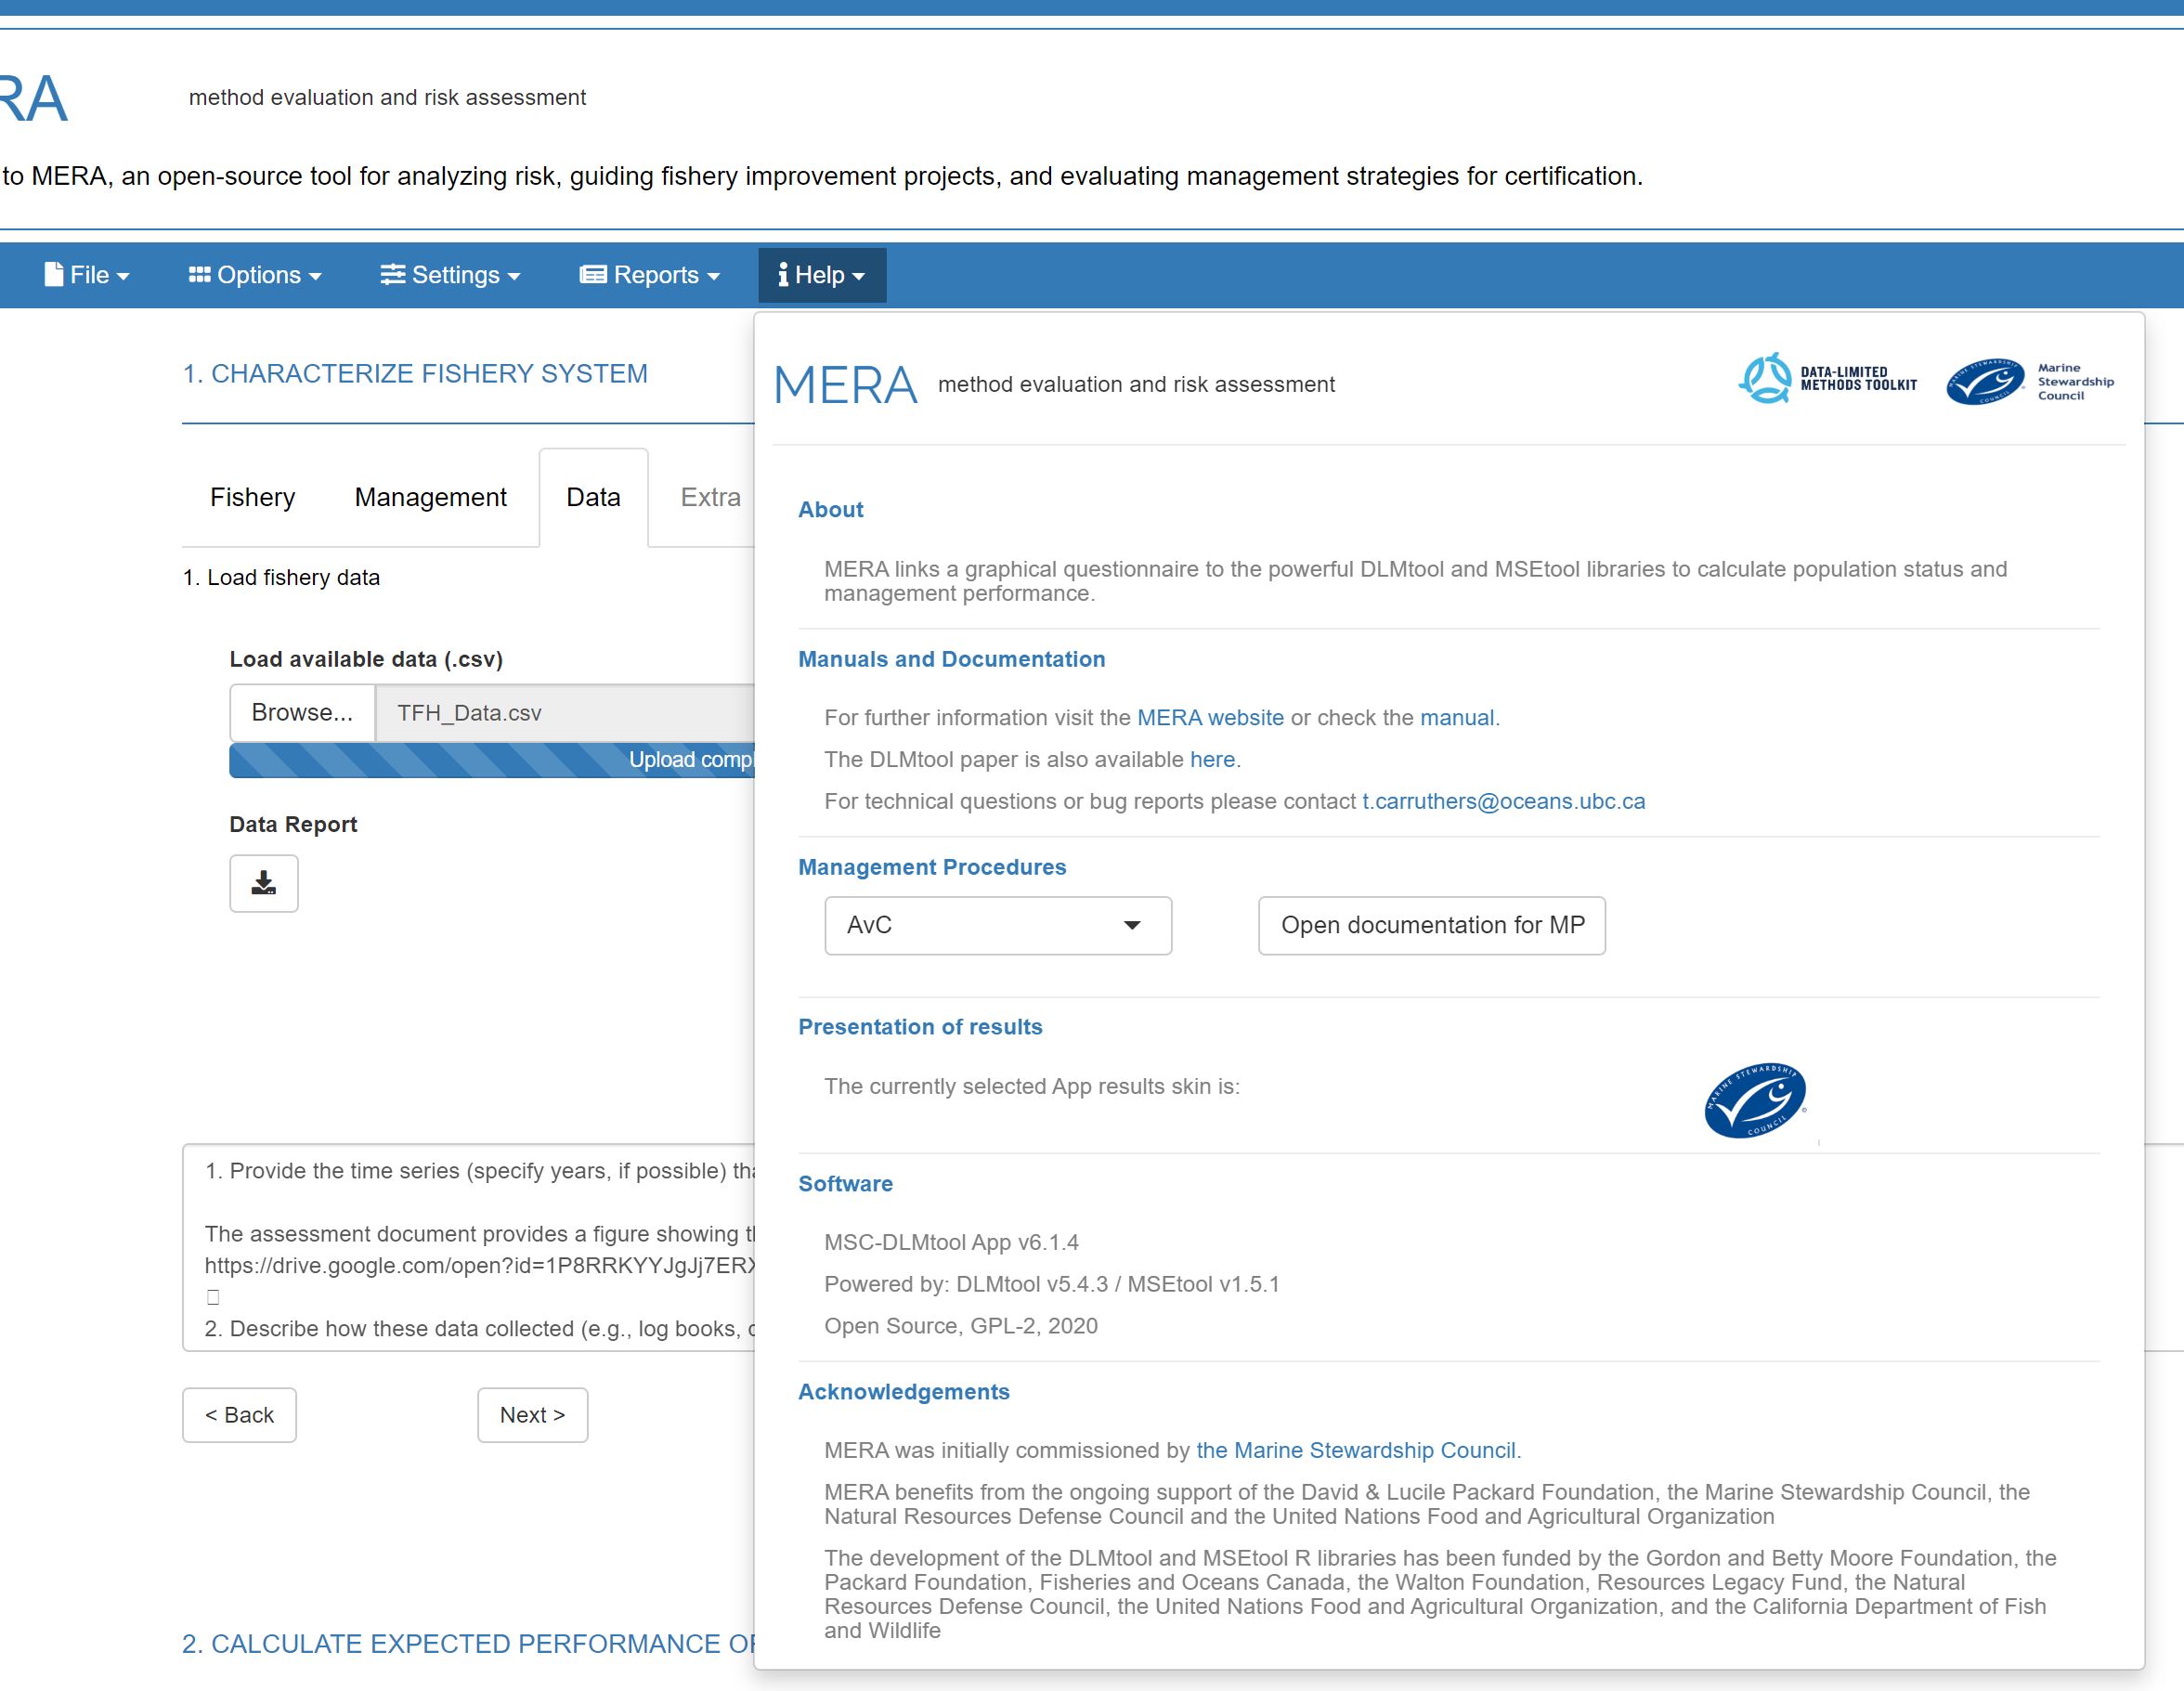 RA
method evaluation and risk assessment
to MERA, an open-source tool for analyzing risk, guiding fishery improvement projects, and evaluating management strategies for certification.
File
Options
Settings
Reports
Help
1. CHARACTERIZE FISHERY SYSTEM
Fishery
Management
Data
Extra
1. Load fishery data
Load available data (.csv)
Browse...
TFH_Data.csv
Upload compl
Data Report
1. Provide the time series (specify years, if possible) tha
The assessment document provides a figure showing tl
https://drive.google.com/open?id=1P8RRKYYJgJj7ERX
2. Describe how these data collected (e.g., log books, c
< Back
Next >
2. CALCULATE EXPECTED PERFORMANCE OF
MERA
method evaluation and risk assessment
DATA-LIMITED
METHODS TOOLKIT
MARINE STEWARDSHIP COUNCIL
Marine
Stewardship
Council
About
MERA links a graphical questionnaire to the powerful DLMtool and MSEtool libraries to calculate population status and
management performance.
Manuals and Documentation
For further information visit the MERA website or check the manual.
The DLMtool paper is also available here.
For technical questions or bug reports please contact t.carruthers@oceans.ubc.ca
Management Procedures
AvC
Open documentation for MP
Presentation of results
The currently selected App results skin is:
MARINE STEWARDSHIP COUNCIL
Software
MSC-DLMtool App v6.1.4
Powered by: DLMtool v5.4.3 / MSEtool v1.5.1
Open Source, GPL-2, 2020
Acknowledgements
MERA was initially commissioned by the Marine Stewardship Council.
MERA benefits from the ongoing support of the David & Lucile Packard Foundation, the Marine Stewardship Council, the
Natural Resources Defense Council and the United Nations Food and Agricultural Organization
The development of the DLMtool and MSEtool R libraries has been funded by the Gordon and Betty Moore Foundation, the
Packard Foundation, Fisheries and Oceans Canada, the Walton Foundation, Resources Legacy Fund, the Natural
Resources Defense Council, the United Nations Food and Agricultural Organization, and the California Department of Fish
and Wildlife